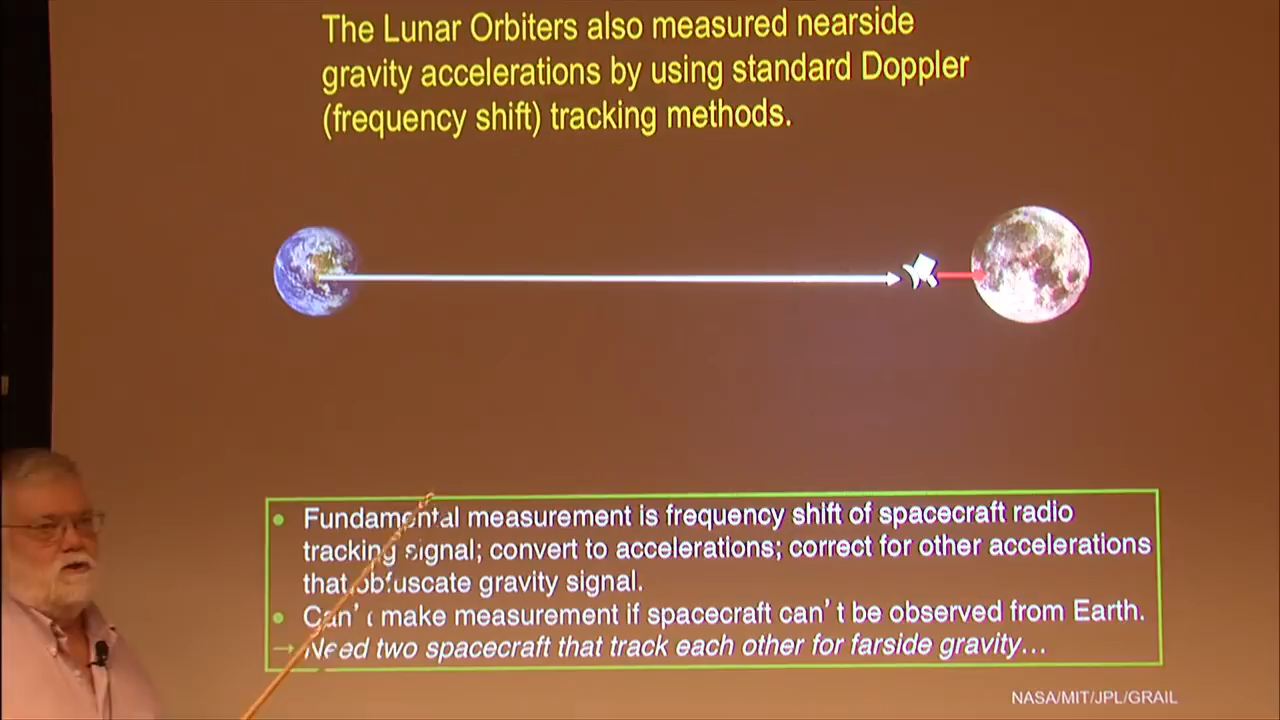 The Lunar Orbiters also measured nearside
gravity accelerations by using standard Doppler
(frequency shift) tracking methods.
• Fundamental measurement is frequency shift of spacecraft radio
tracking signal; convert to accelerations; correct for other accelerations
that obfuscate gravity signal.
• Can't make measurement if spacecraft can't be observed from Earth.
→ Need two spacecraft that track each other for farside gravity…
NASA/MIT/JPL/GRAIL